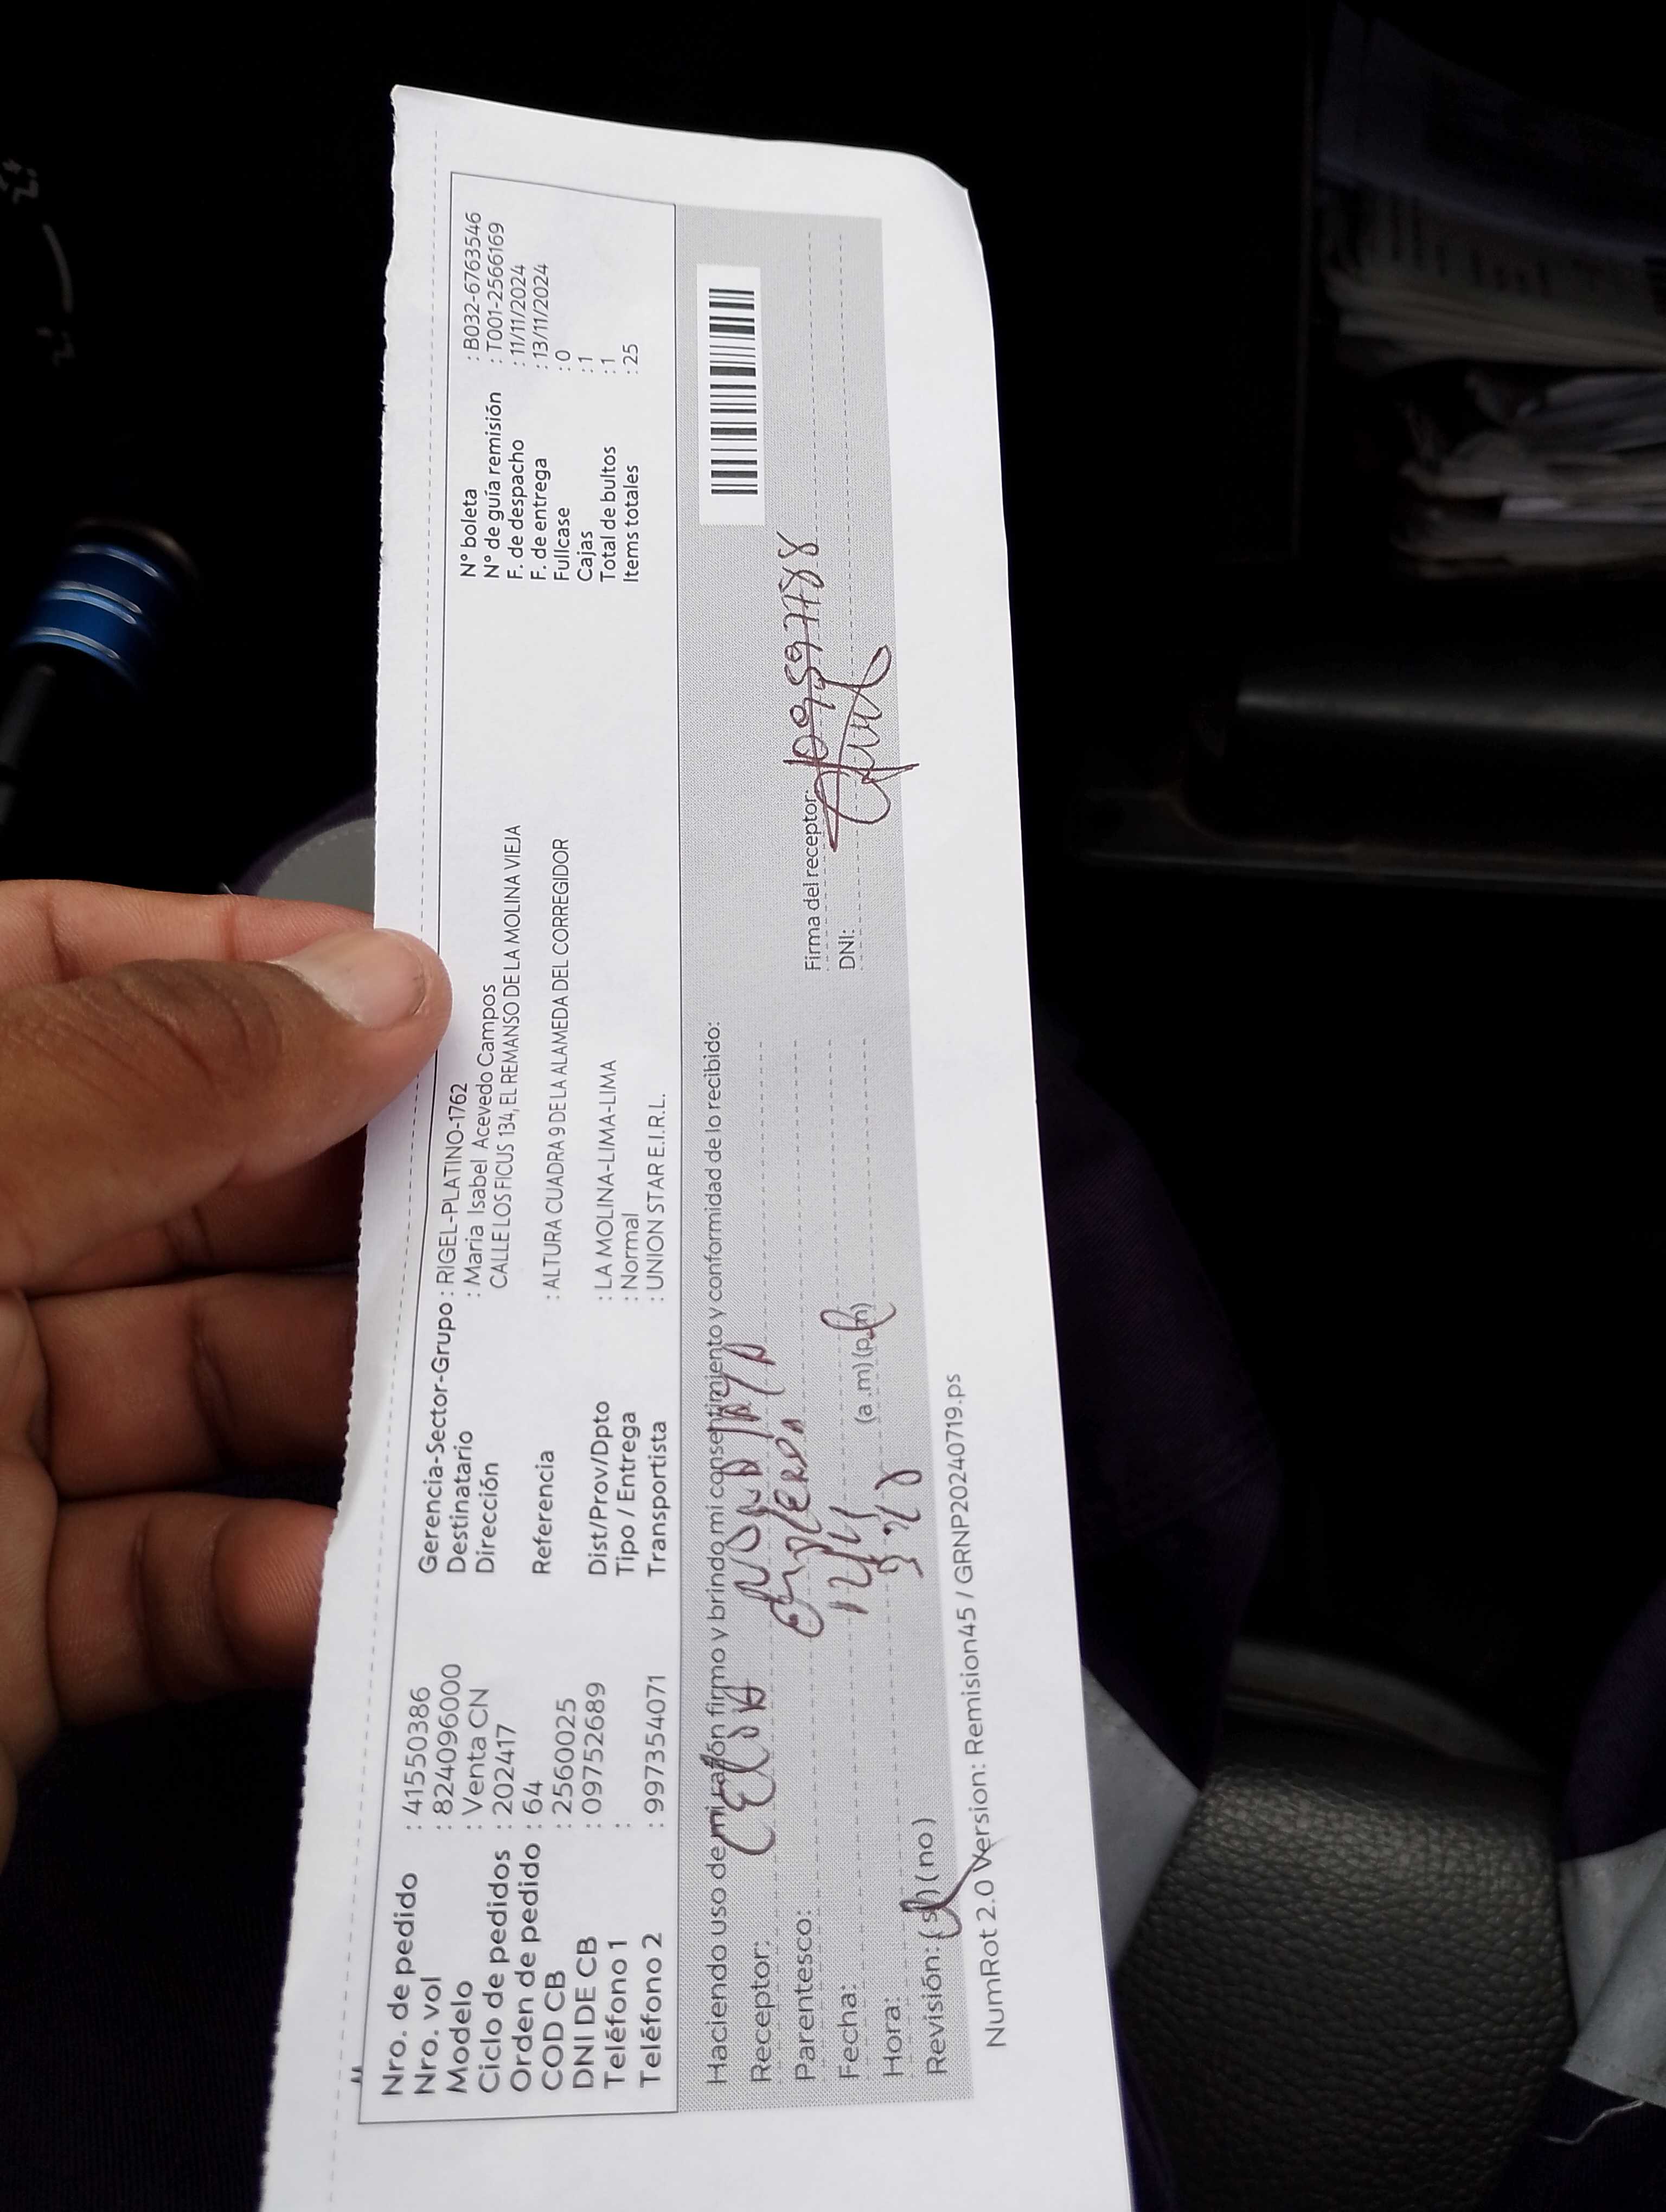 Nro. de pedido : 41550386
Nro. vol : 824096000
Modelo : Venta CN
Ciclo de pedidos : 202417
Orden de pedido : 64
COD CB : 2560025
DNI DE CB : 09752689
Teléfono 1 :
Teléfono 2 : 997354071
Gerencia-Sector-Grupo : RIGEL-PLATINO-1762
Destinatario : Maria Isabel Acevedo Campos
Dirección CALLE LOS FICUS 134, EL REMANSO DE LA MOLINA VIEJA
Referencia : ALTURA CUADRA 9 DE LA ALAMEDA DEL CORREGIDOR
Dist/Prov/Dpto : LA MOLINA-LIMA-LIMA
Tipo / Entrega : Normal
Transportista : UNION STAR E.I.R.L.
N° boleta : B032-6763546
N° de guía remisión : T001-2566169
F. de despacho : 11/11/2024
F. de entrega : 13/11/2024
Fullcase : 0
Cajas : 1
Total de bultos : 1
Items totales : 25
Haciendo uso de mi razón firmo y brindo mi consentimiento y conformidad de lo recibido:
Receptor:
Parentesco:
Fecha: 12/11
Hora: (a .m) (p.m)
Revisión: (si) (no)
Firma del receptor:
DNI:
NumRot 2.0 Version: Remision45 / GRNP20240719.ps